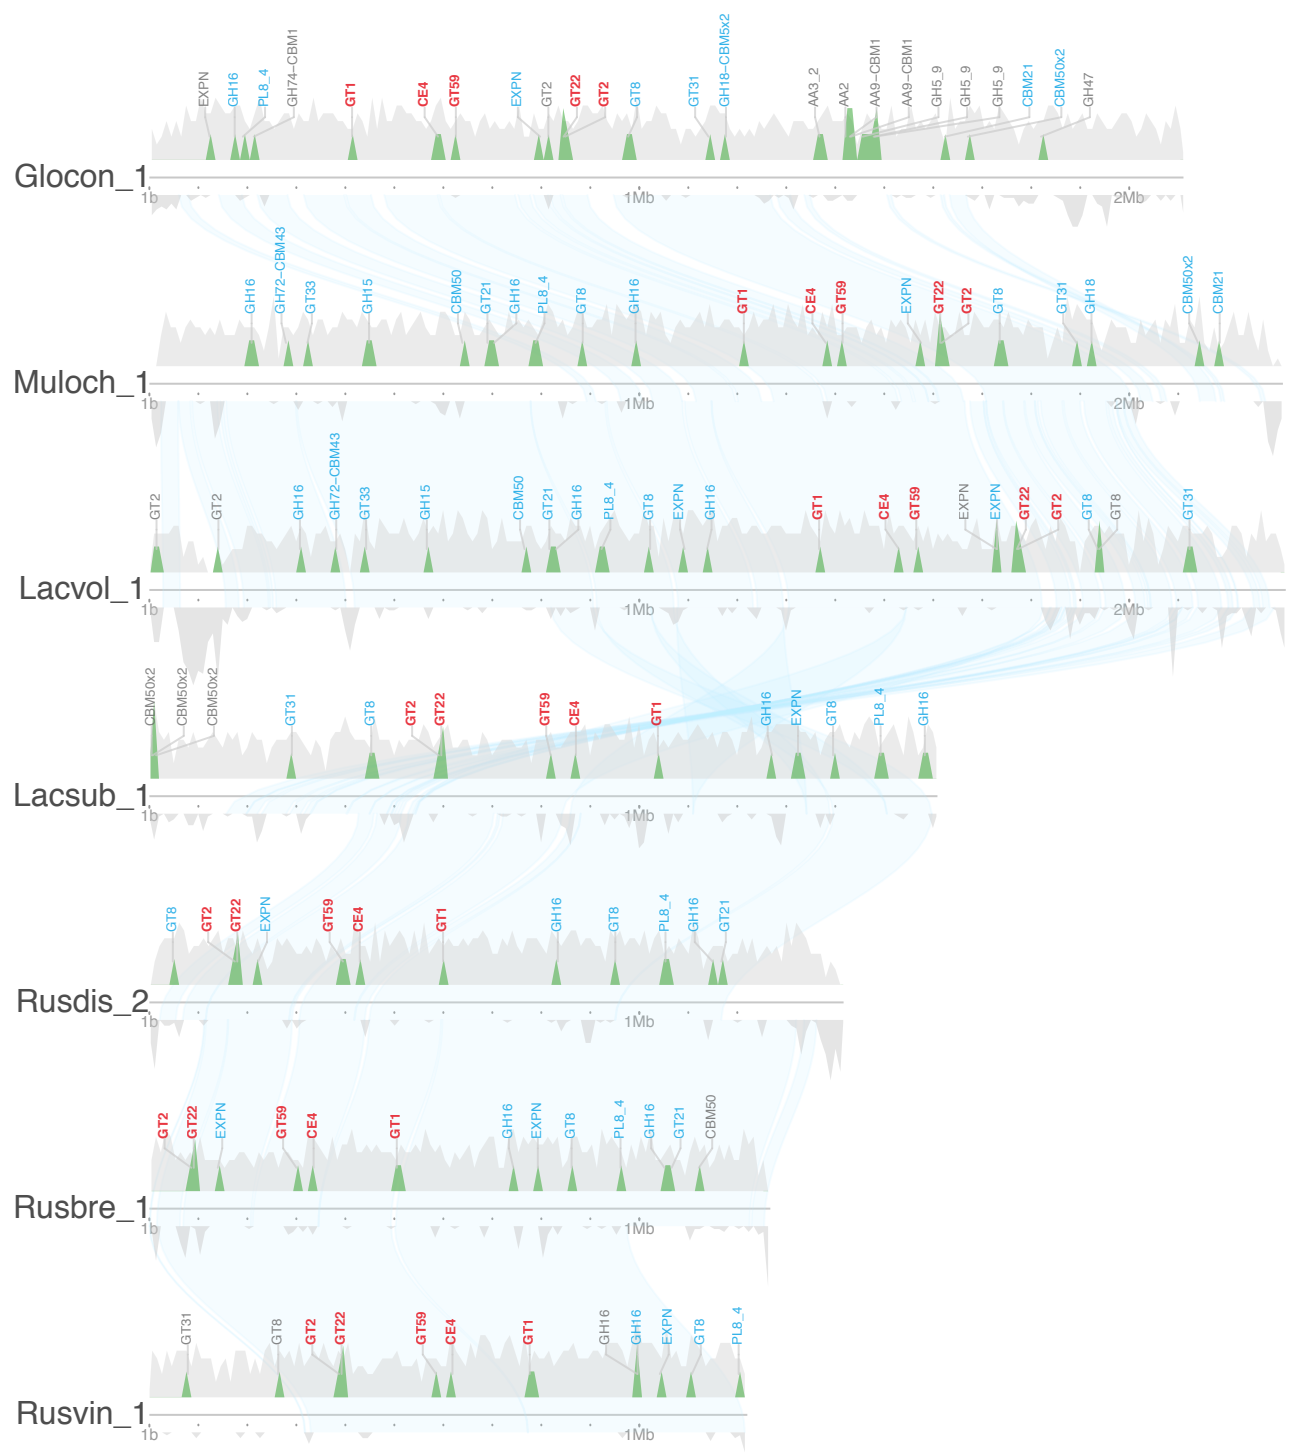 EXPN GH16 PL8_4 GH74−CBM1 GT1 CE4 GT59 EXPN GT2 GT22 GT2 GT8 GT31 GH18−CBM5x2 AA3_2 AA2 AA9−CBM1 AA9−CBM1 GH5_9 GH5_9 GH5_9 CBM21 CBM50x2 GH47
Glocon_1
1b 1Mb 2Mb
GH16 GH72−CBM43 GT33 GH15 CBM50 GT21 GH16 PL8_4 GT8 GH16 GT1 CE4 GT59 EXPN GT22 GT2 GT8 GT31 GH18 CBM50x2 CBM21
Muloch_1
1b 1Mb 2Mb
GT2 GT2 GH16 GH72−CBM43 GT33 GH15 CBM50 GT21 GH16 PL8_4 GT8 EXPN GH16 GT1 CE4 GT59 EXPN EXPN GT22 GT2 GT8 GT8 GT31
Lacvol_1
1b 1Mb 2Mb
CBM50x2 CBM50x2 CBM50x2 GT31 GT8 GT2 GT22 GT59 CE4 GT1 GH16 EXPN GT8 PL8_4 GH16
Lacsub_1
1b 1Mb
GT8 GT2 GT22 EXPN GT59 CE4 GT1 GH16 GT8 PL8_4 GH16 GT21
Rusdis_2
1b 1Mb
GT2 GT22 EXPN GT59 CE4 GT1 GH16 EXPN GT8 PL8_4 GH16 GT21 CBM50
Rusbre_1
1b 1Mb
GT31 GT8 GT2 GT22 GT59 CE4 GT1 GH16 GH16 EXPN GT8 PL8_4
Rusvin_1
1b 1Mb